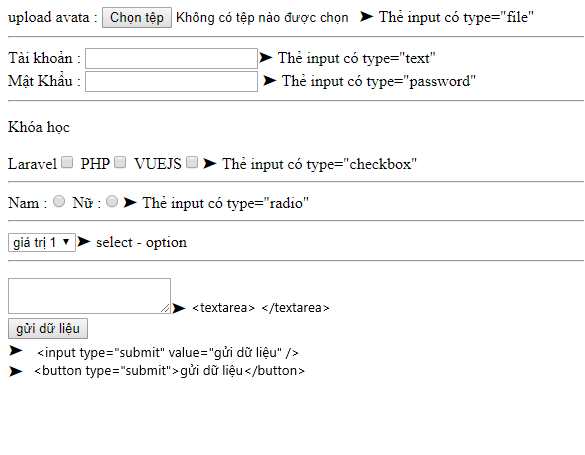 upload avata : Chọn tệp Không có tệp nào được chọn ➤ Thẻ input có type="file"
Tài khoản : ➤ Thẻ input có type="text"
Mật Khẩu : ➤ Thẻ input có type="password"
Khóa học
Laravel PHP VUEJS ➤ Thẻ input có type="checkbox"
Nam : Nữ : ➤ Thẻ input có type="radio"
giá trị 1 ▼ ➤ select - option
➤ <textarea> </textarea>
gửi dữ liệu
➤ <input type="submit" value="gửi dữ liệu" />
➤ <button type="submit">gửi dữ liệu</button>